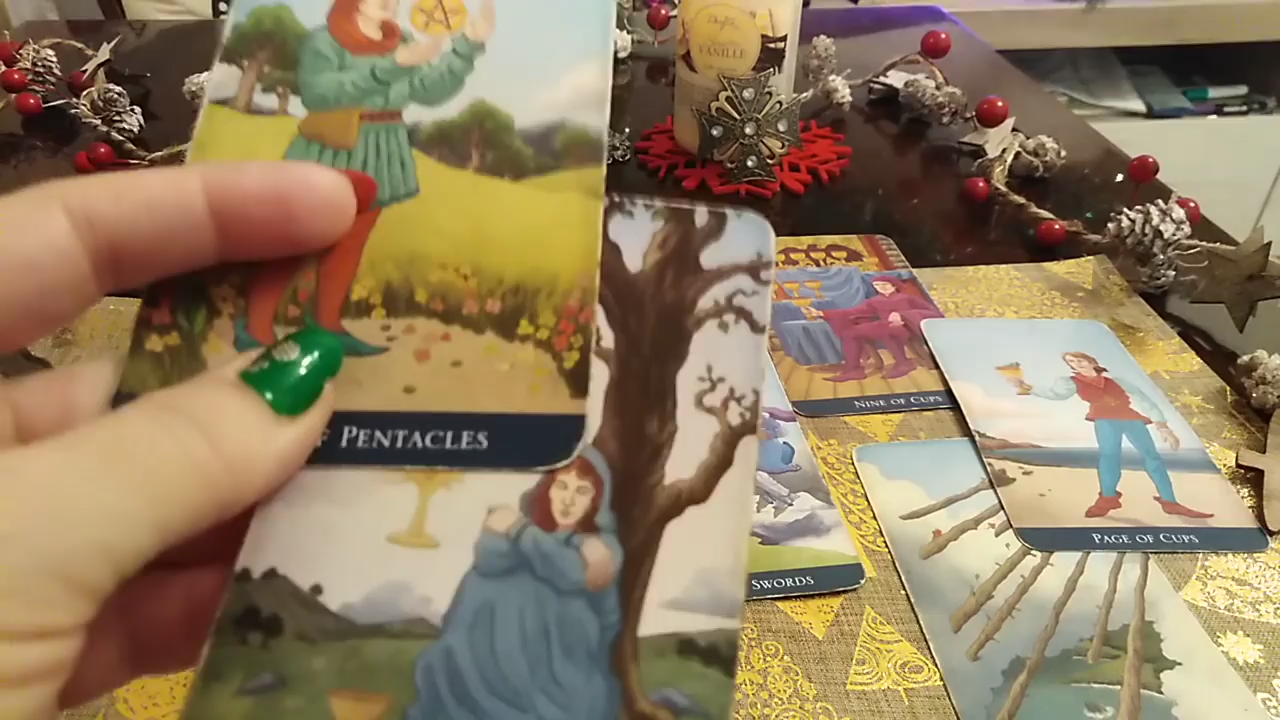 VANILLE
NINE OF CUPS
PAGE OF CUPS
F PENTACLES
SWORDS